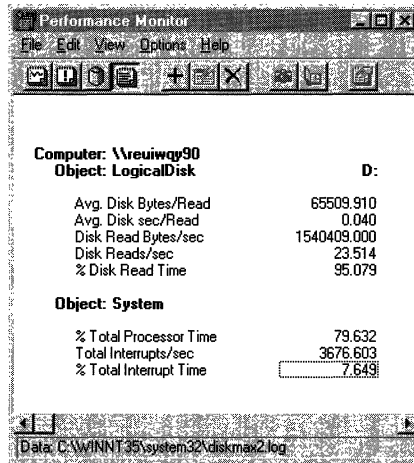 Performance Monitor
File Edit View Options Help
Computer: \\reuiwqy90
Object: LogicalDisk D:
Avg. Disk Bytes/Read 65509.910
Avg. Disk sec/Read 0.040
Disk Read Bytes/sec 1540409.000
Disk Reads/sec 23.514
% Disk Read Time 95.079
Object: System
% Total Processor Time 79.632
Total Interrupts/sec 3676.603
% Total Interrupt Time 7.649
Data: C:\WINNT35\system32\diskmax2.log